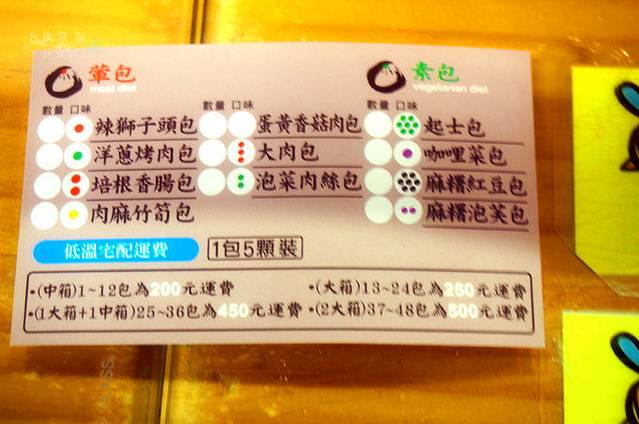 葷包
meal diet
素包
vegetarian diet
數量 口味
數量 口味
數量 口味
辣獅子頭包
蛋黃香菇肉包
起士包
洋蔥烤肉包
大肉包
咖哩菜包
培根香腸包
泡菜肉絲包
麻糬紅豆包
肉麻竹筍包
麻糬泡芙包
低溫宅配運費
1包5顆裝
•(中箱)1~12包為200元運費
•(大箱)13~24包為250元運費
•(1大箱+1中箱)25~36包為450元運費
•(2大箱)37~48包為500元運費